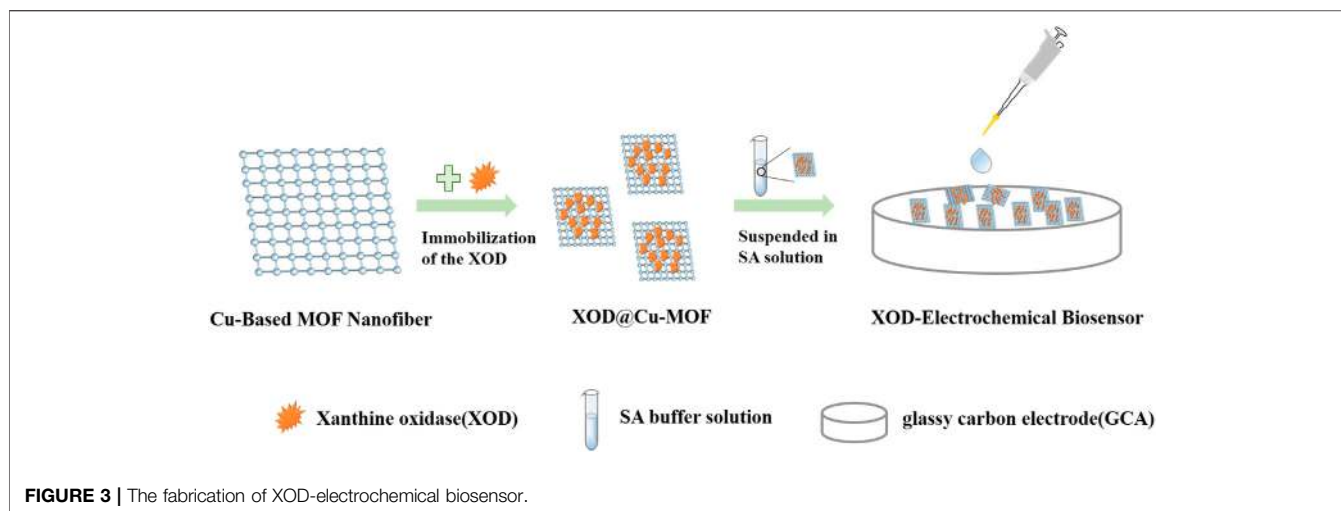 Immobilization
of the XOD
Suspended in
SA solution
Cu-Based MOF Nanofiber
XOD@Cu-MOF
XOD-Electrochemical Biosensor
Xanthine oxidase(XOD)
SA buffer solution
glassy carbon electrode(GCA)
FIGURE 3 | The fabrication of XOD-electrochemical biosensor.